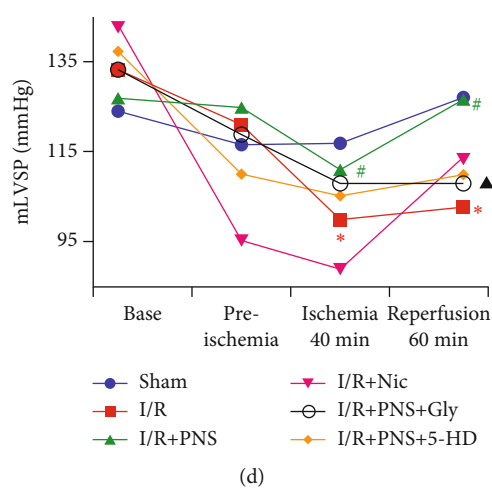 mLVSP (mmHg)
135
115
95
#
*
#
*
Base
Pre-
ischemia
Ischemia
40 min
Reperfusion
60 min
Sham
I/R
I/R+PNS
I/R+Nic
I/R+PNS+Gly
I/R+PNS+5-HD
(d)